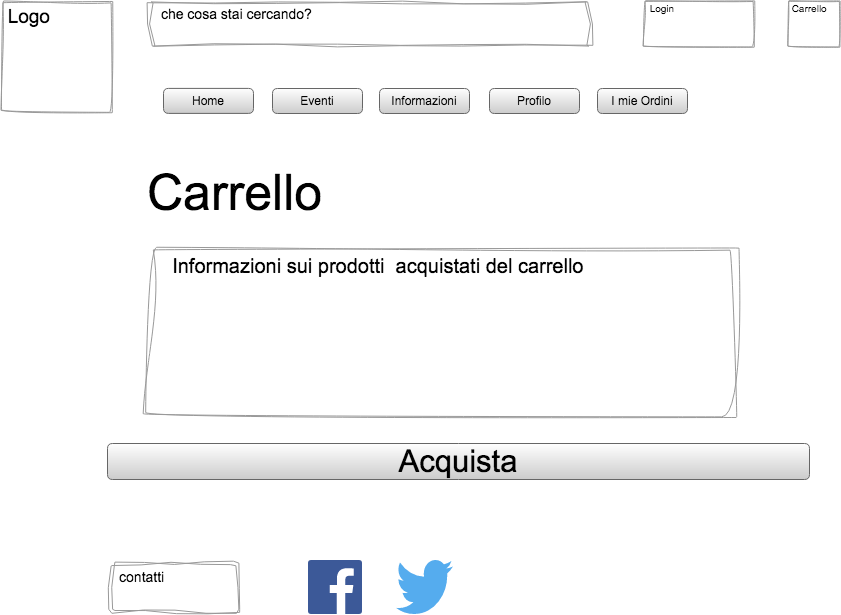 Logo
che cosa stai cercando?
Login
Carrello
Home
Eventi
Informazioni
Profilo
I mie Ordini
Carrello
Informazioni sui prodotti  acquistati del carrello
Acquista
contatti